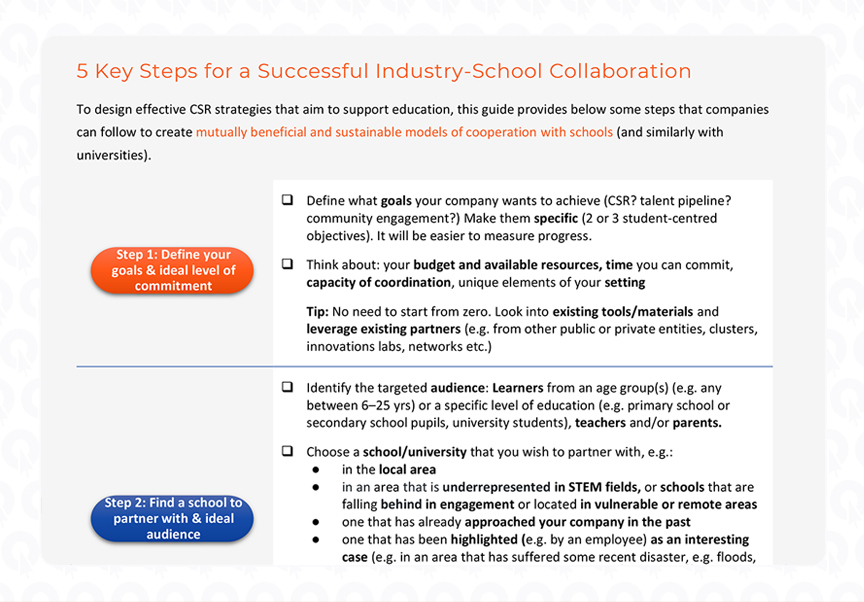 5 Key Steps for a Successful Industry-School Collaboration
To design effective CSR strategies that aim to support education, this guide provides below some steps that companies
can follow to create mutually beneficial and sustainable models of cooperation with schools (and similarly with
universities).
Step 1: Define your
goals & ideal level of
commitment
❑ Define what goals your company wants to achieve (CSR? talent pipeline?
community engagement?) Make them specific (2 or 3 student-centred
objectives). It will be easier to measure progress.
❑ Think about: your budget and available resources, time you can commit,
capacity of coordination, unique elements of your setting
Tip: No need to start from zero. Look into existing tools/materials and
leverage existing partners (e.g. from other public or private entities, clusters,
innovations labs, networks etc.)
Step 2: Find a school to
partner with & ideal
audience
❑ Identify the targeted audience: Learners from an age group(s) (e.g. any
between 6–25 yrs) or a specific level of education (e.g. primary school or
secondary school pupils, university students), teachers and/or parents.
❑ Choose a school/university that you wish to partner with, e.g.:
● in the local area
● in an area that is underrepresented in STEM fields, or schools that are
falling behind in engagement or located in vulnerable or remote areas
● one that has already approached your company in the past
● one that has been highlighted (e.g. by an employee) as an interesting
case (e.g. in an area that has suffered some recent disaster, e.g. floods,